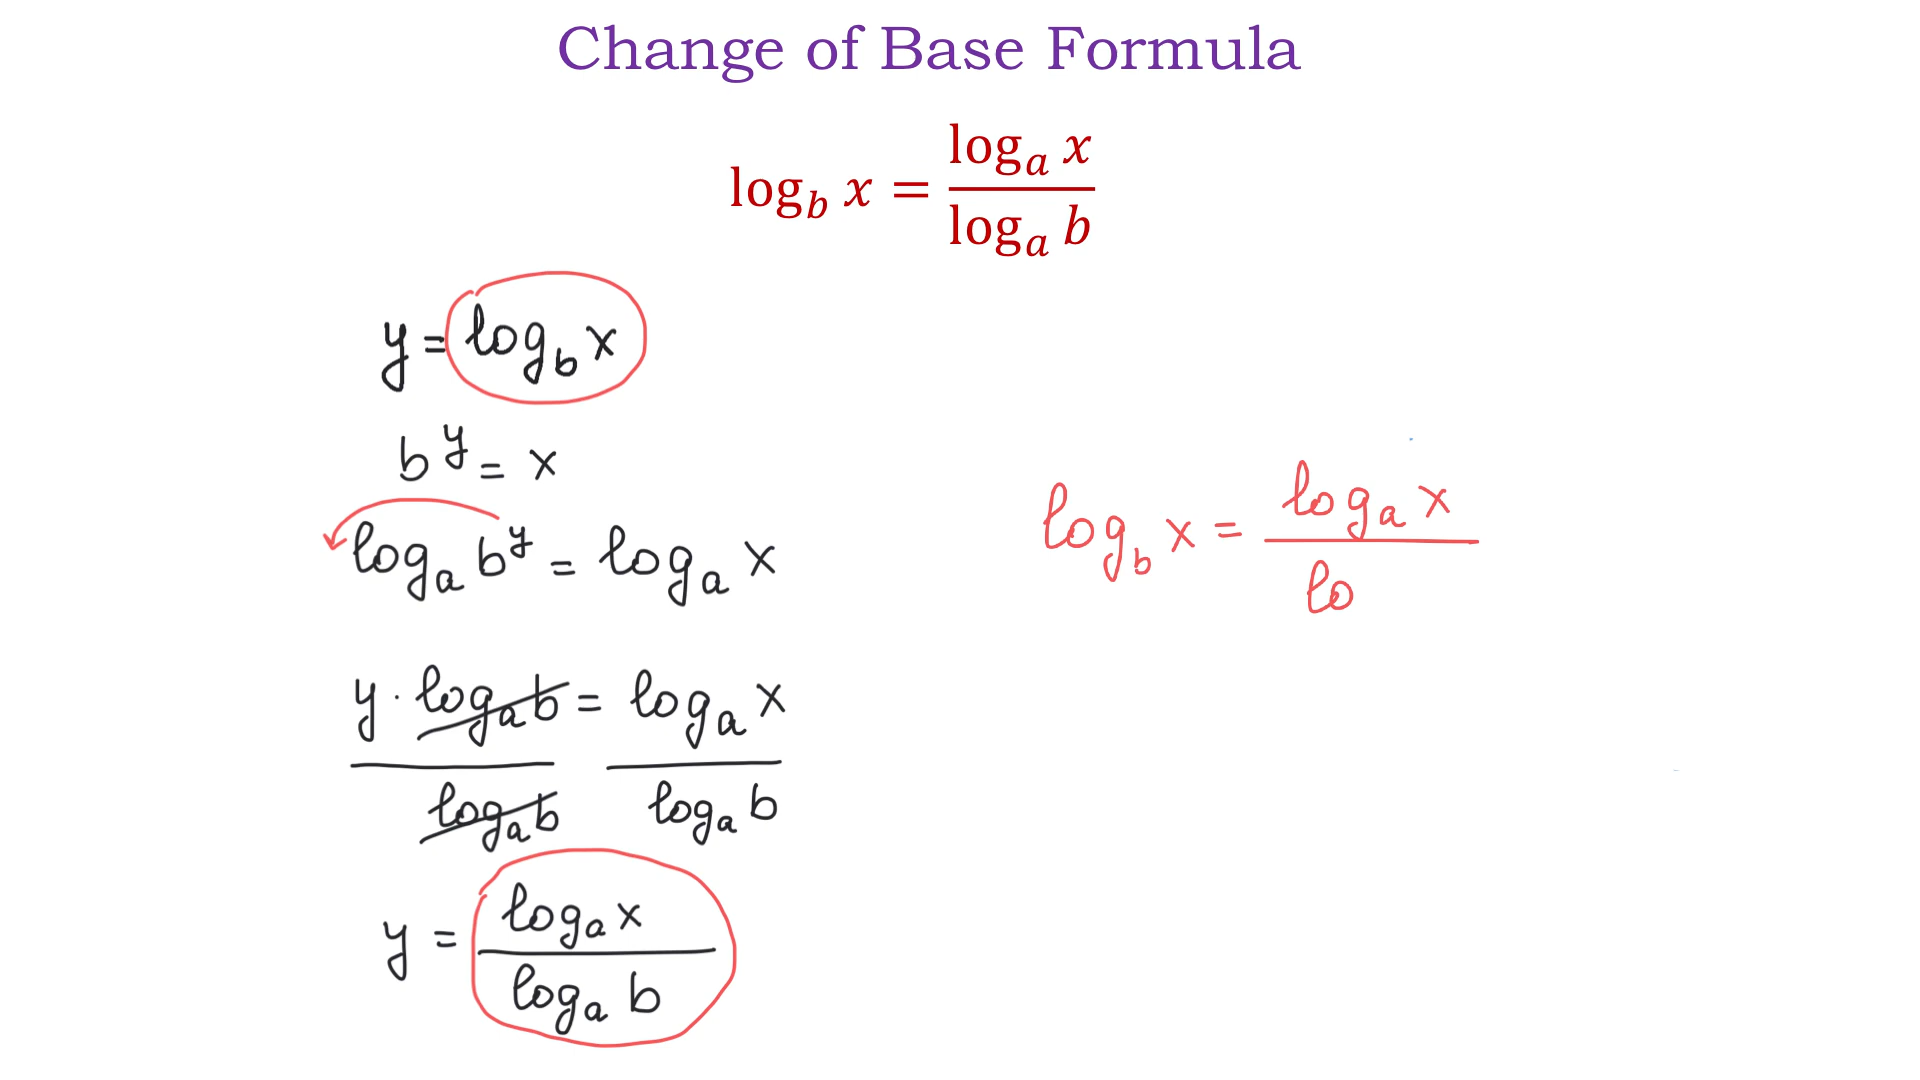 Change of Base Formula
log_b x = (log_a x)/(log_a b)
y = log_b x
b^y = x
log_a b^y = log_a x
(y · log_a b)/(log_a b) = (log_a x)/(log_a b)
y = (log_a x)/(log_a b)
log_b x = (log_a x)/(lo